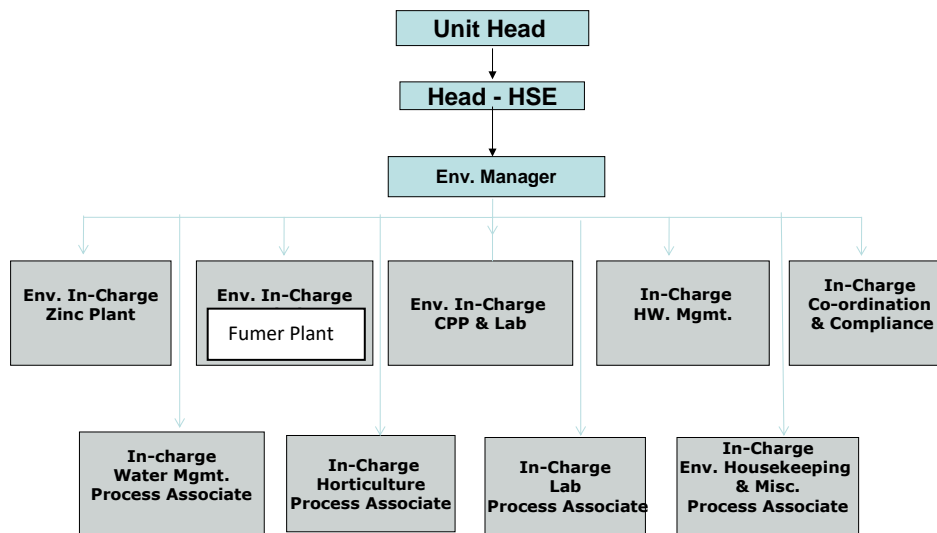 Unit Head
Head - HSE
Env. Manager
Env. In-Charge
Zinc Plant
Env. In-Charge
Fumer Plant
Env. In-Charge
CPP & Lab
In-Charge
HW. Mgmt.
In-Charge
Co-ordination
& Compliance
In-charge
Water Mgmt.
Process Associate
In-Charge
Horticulture
Process Associate
In-Charge
Lab
Process Associate
In-Charge
Env. Housekeeping
& Misc.
Process Associate